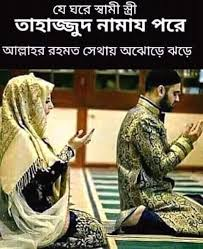 যে ঘরে স্বামী স্ত্রী
তাহাজ্জুদ নামায পরে
আল্লাহর রহমত সেথায় অঝোড়ে ঝড়ে